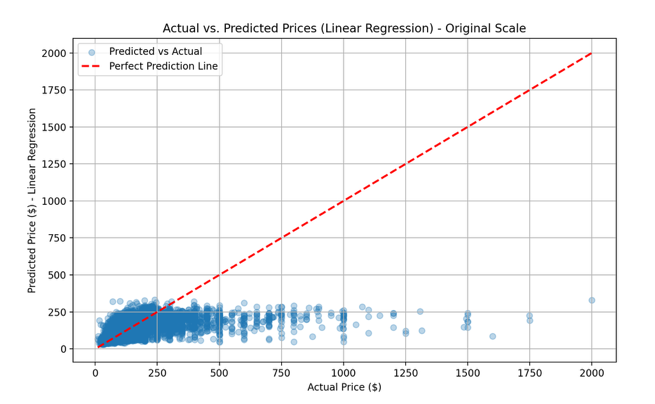 Actual vs. Predicted Prices (Linear Regression) - Original Scale
Predicted vs Actual
Perfect Prediction Line
2000
1750
1500
1250
1000
750
500
250
0
Predicted Price ($) - Linear Regression
0 250 500 750 1000 1250 1500 1750 2000
Actual Price ($)